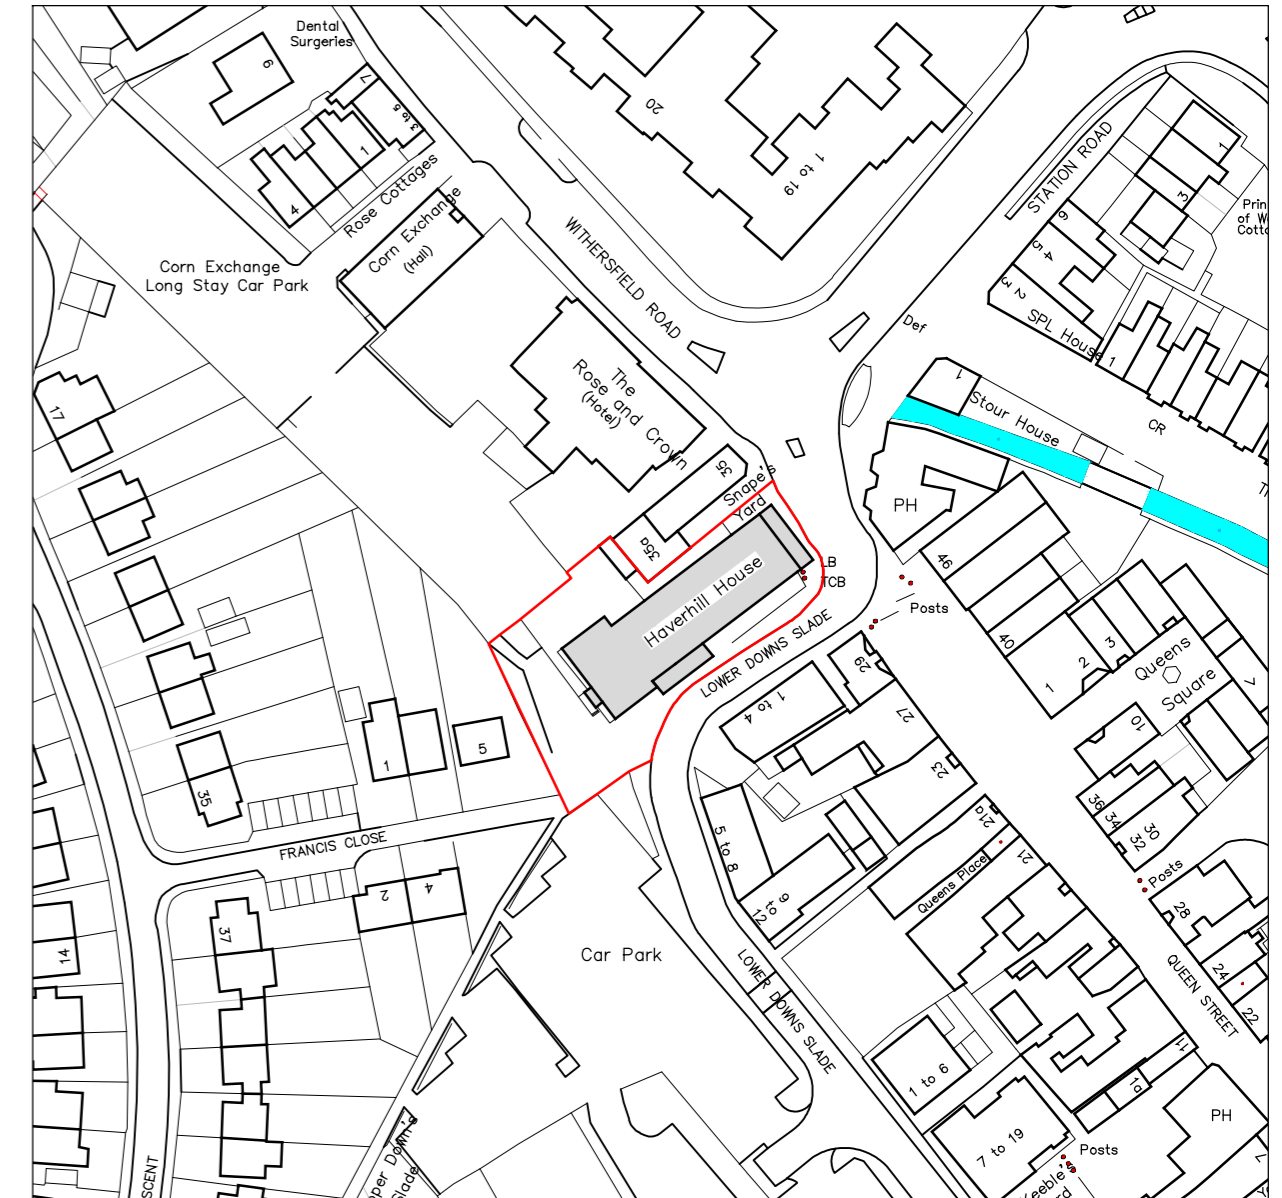 Dental
Surgeries
6
7
3 to 5
1
4
Rose Cottages
Corn Exchange
(Hall)
Corn Exchange
Long Stay Car Park
20
1 to 19
WITHERSFIELD ROAD
STATION ROAD
1
3
6
5 4
3 2
SPL House
1
Def
CR
1
Stour House
The
Rose and Crown
(Hotel)
35
Snape's
Yard
35a
Haverhill House
LB
TCB
PH
46
40
Posts
LOWER DOWNS SLADE
1 to 4
29
27
23
1
2
3
Queens
Square
7
10
36
34
32
30
Posts
28
24
22
QUEEN STREET
17
35
1
5
FRANCIS CLOSE
2
4
37
14
5 to 8
9 to 12
21a
21
Queens Place
Car Park
LOWER DOWNS SLADE
1 to 6
7 to 19
11
1a
PH
7
Posts